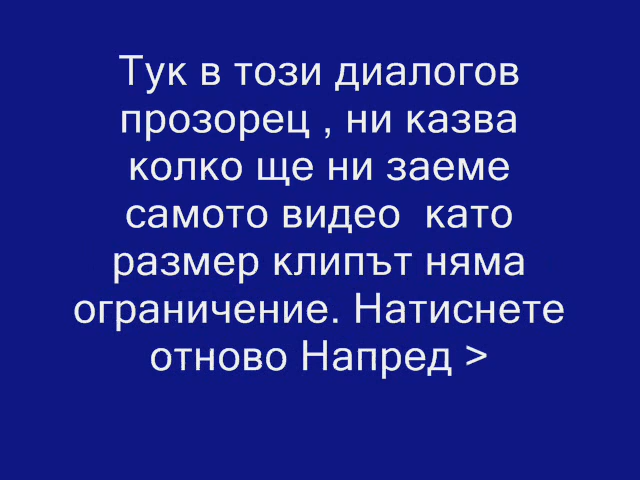 Тук в този диалогов
прозорец , ни казва
колко ще ни заеме
самото видео  като
размер клипът няма
ограничение. Натиснете
отново Напред >